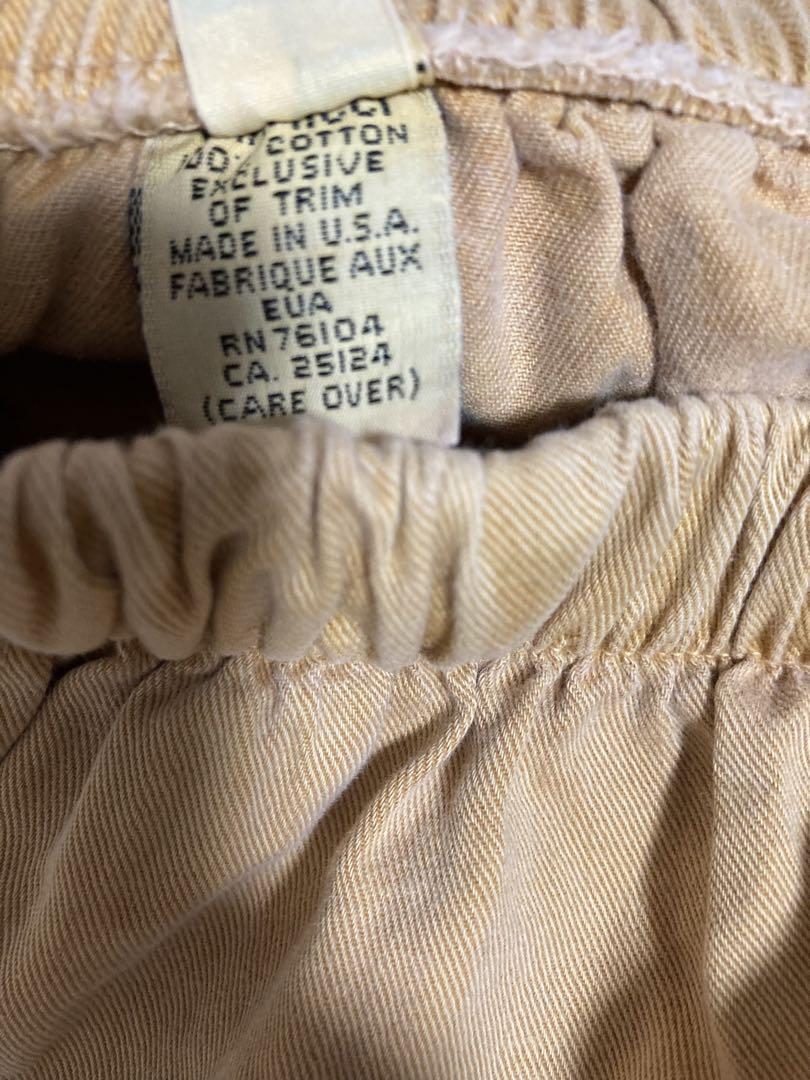 COTTON
EXCLUSIVE
OF TRIM
MADE IN U.S.A.
FABRIQUE AUX
EUA
RN 76104
CA. 25124
(CARE OVER)